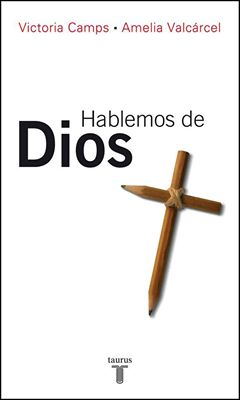 Victoria Camps • Amelia Valcárcel
Hablemos de
Dios
taurus